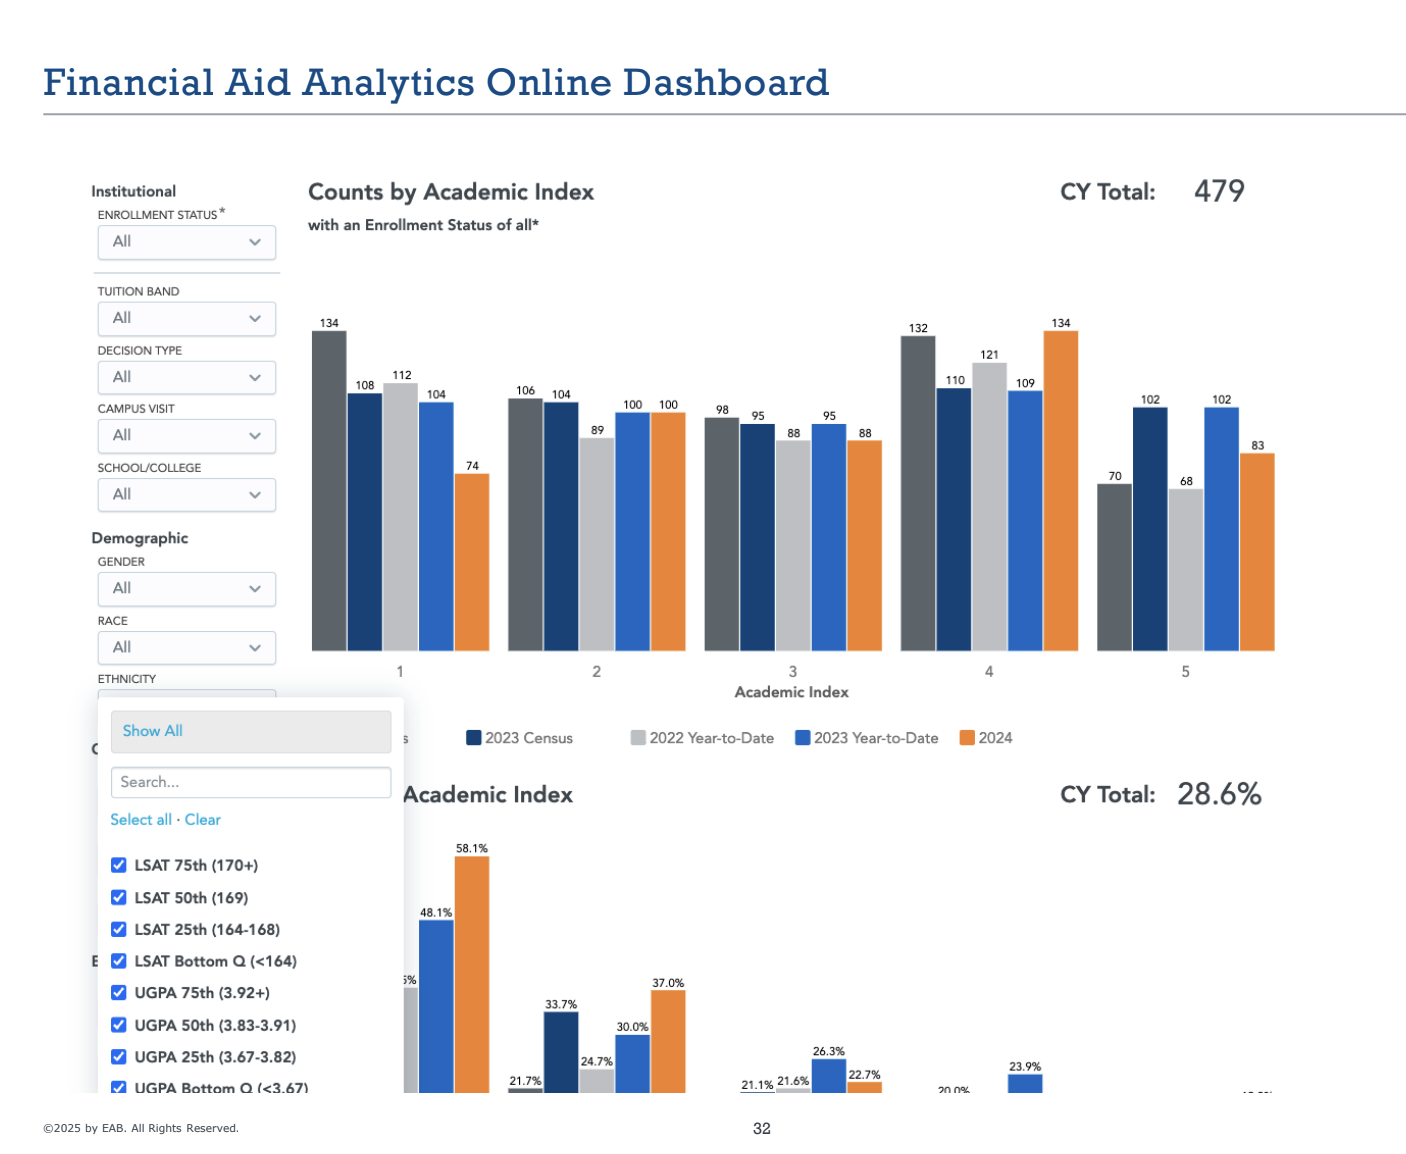 Financial Aid Analytics Online Dashboard
Institutional
ENROLLMENT STATUS*
All
TUITION BAND
All
DECISION TYPE
All
CAMPUS VISIT
All
SCHOOL/COLLEGE
All
Demographic
GENDER
All
RACE
All
ETHNICITY
Show All
Search...
Select all · Clear
LSAT 75th (170+)
LSAT 50th (169)
LSAT 25th (164-168)
LSAT Bottom Q (<164)
UGPA 75th (3.92+)
UGPA 50th (3.83-3.91)
UGPA 25th (3.67-3.82)
UGPA Bottom Q (<3.67)
Counts by Academic Index
CY Total: 479
with an Enrollment Status of all*
134 108 112 104 74
106 104 89 100 100
98 95 88 95 88
132 110 121 109 134
70 102 68 102 83
1 2 3 4 5
Academic Index
2023 Census 2022 Year-to-Date 2023 Year-to-Date 2024
Academic Index
CY Total: 28.6%
48.1% 58.1%
21.7% 33.7% 24.7% 30.0% 37.0%
21.1% 21.6% 26.3% 22.7%
20.0% 23.9%
©2025 by EAB. All Rights Reserved.
32